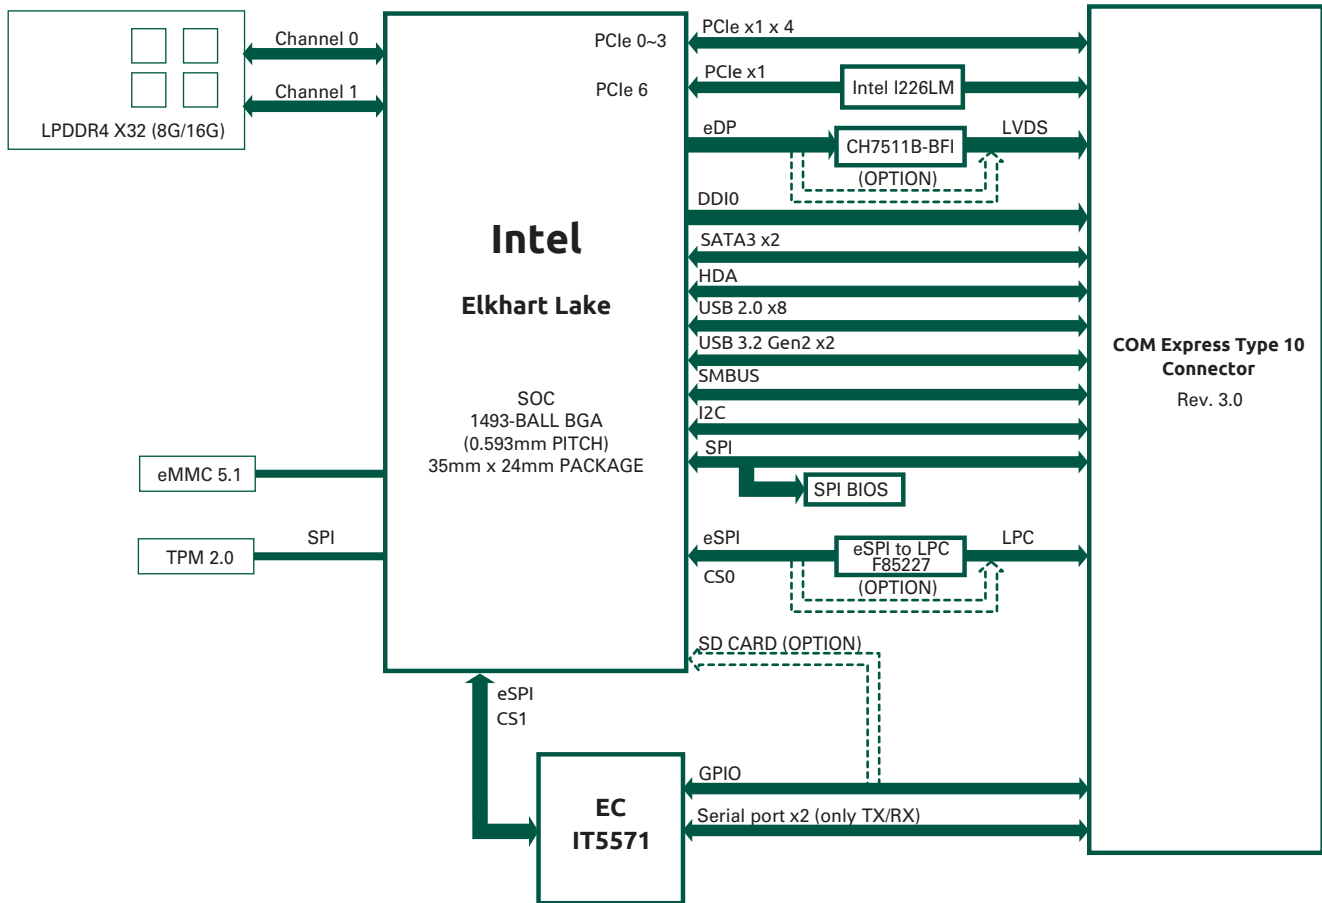 Channel 0
Channel 1
LPDDR4 X32 (8G/16G)
PCIe 0~3
PCIe 6
Intel
Elkhart Lake
SOC
1493-BALL BGA
(0.593mm PITCH)
35mm x 24mm PACKAGE
eMMC 5.1
TPM 2.0
SPI
PCIe x1 x 4
PCIe x1
Intel I226LM
eDP
CH7511B-BFI
LVDS
(OPTION)
DDI0
SATA3 x2
HDA
USB 2.0 x8
USB 3.2 Gen2 x2
SMBUS
I2C
SPI
SPI BIOS
eSPI
CS0
eSPI to LPC
F85227
LPC
(OPTION)
SD CARD (OPTION)
eSPI
CS1
EC
IT5571
GPIO
Serial port x2 (only TX/RX)
COM Express Type 10
Connector
Rev. 3.0